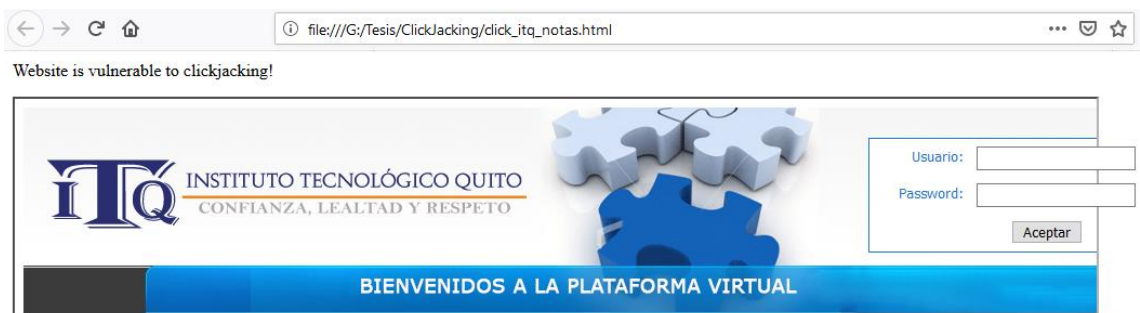 file:///G:/Tesis/ClickJacking/click_itq_notas.html
Website is vulnerable to clickjacking!
ITQ
INSTITUTO TECNOLÓGICO QUITO
CONFIANZA, LEALTAD Y RESPETO
Usuario:
Password:
Aceptar
BIENVENIDOS A LA PLATAFORMA VIRTUAL